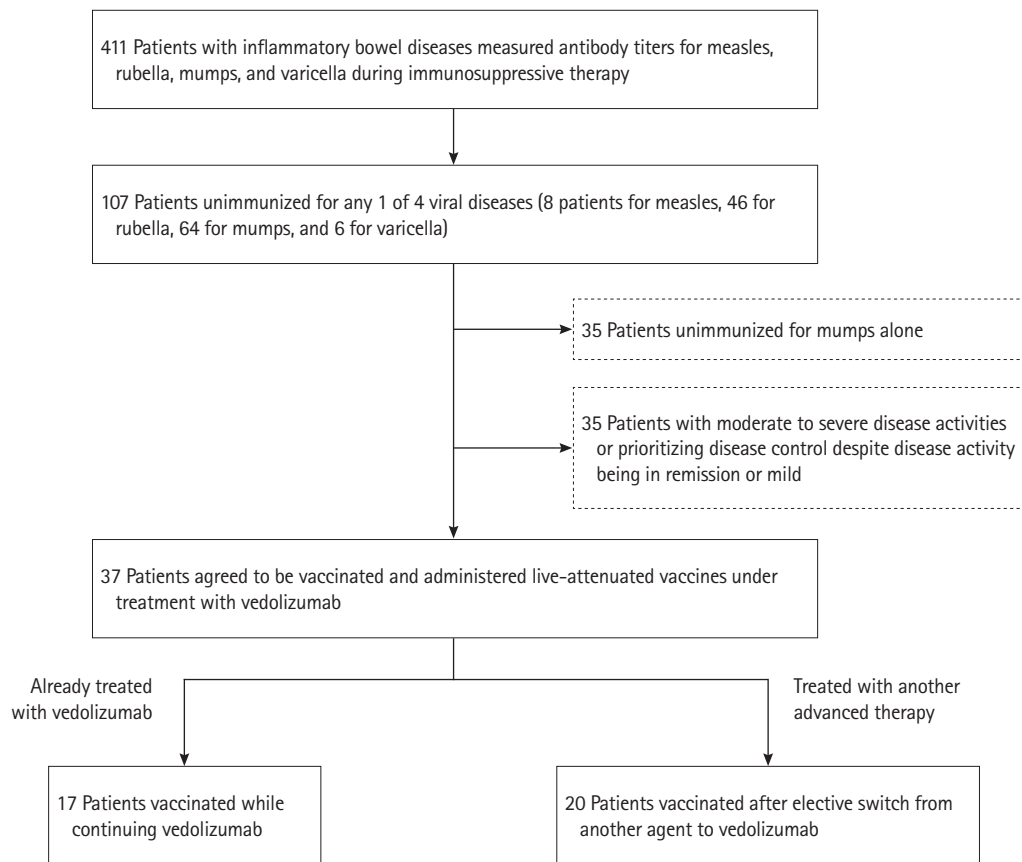 411 Patients with inflammatory bowel diseases measured antibody titers for measles,
rubella, mumps, and varicella during immunosuppressive therapy
107 Patients unimmunized for any 1 of 4 viral diseases (8 patients for measles, 46 for
rubella, 64 for mumps, and 6 for varicella)
35 Patients unimmunized for mumps alone
35 Patients with moderate to severe disease activities
or prioritizing disease control despite disease activity
being in remission or mild
37 Patients agreed to be vaccinated and administered live-attenuated vaccines under
treatment with vedolizumab
Already treated
with vedolizumab
Treated with another
advanced therapy
17 Patients vaccinated while
continuing vedolizumab
20 Patients vaccinated after elective switch from
another agent to vedolizumab